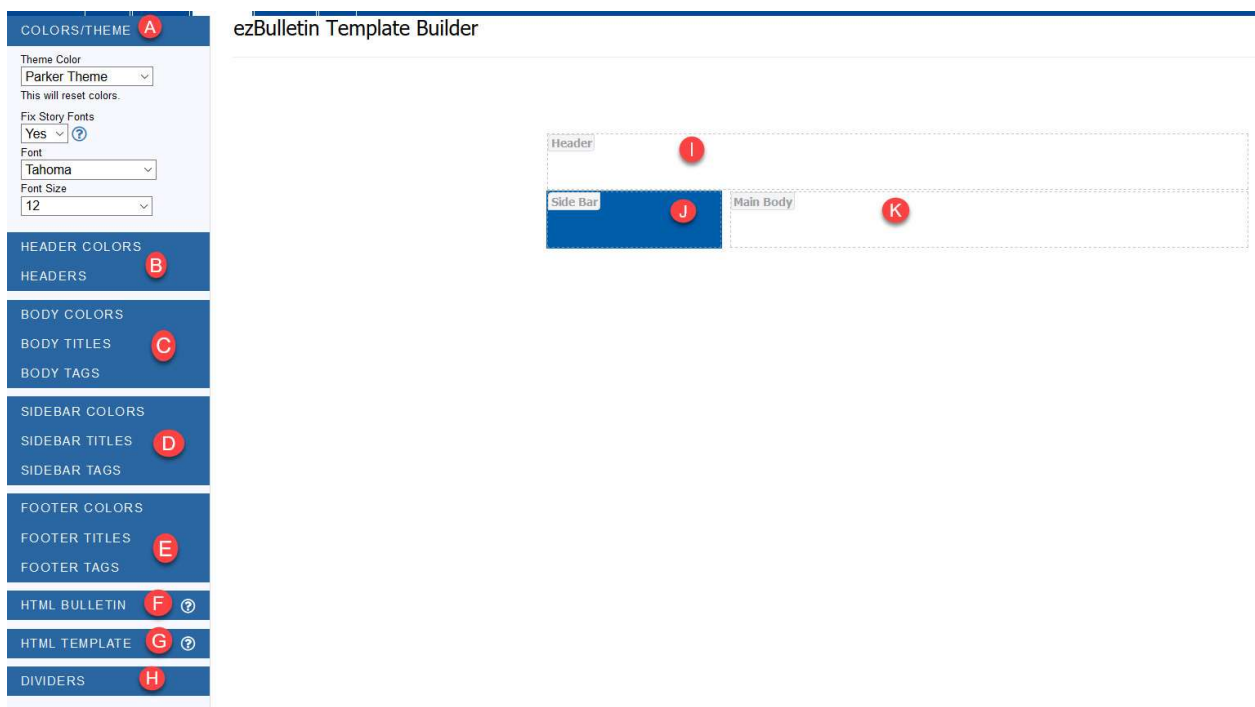 COLORS/THEME A
ezBulletin Template Builder
Theme Color
Parker Theme
This will reset colors.
Fix Story Fonts
Yes ?
Font
Tahoma
Font Size
12
HEADER COLORS
B
HEADERS
BODY COLORS
BODY TITLES C
BODY TAGS
SIDEBAR COLORS
SIDEBAR TITLES D
SIDEBAR TAGS
FOOTER COLORS
FOOTER TITLES
E
FOOTER TAGS
HTML BULLETIN F ?
HTML TEMPLATE G ?
DIVIDERS H
Header I
Side Bar J
Main Body K